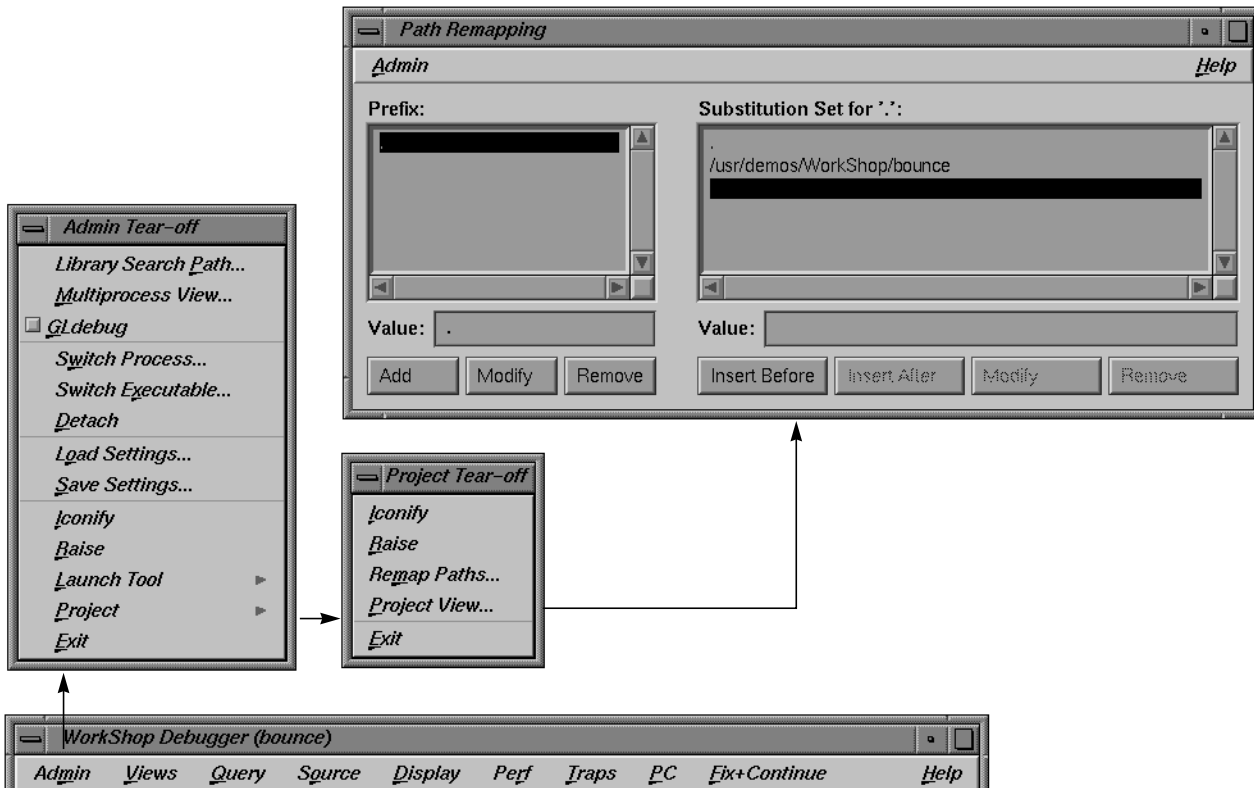 Path Remapping
Admin Help
Prefix: Substitution Set for '.':
. .
/usr/demos/WorkShop/bounce
Value: . Value:
Add Modify Remove Insert Before Insert After Modify Remove
Admin Tear-off
Library Search Path...
Multiprocess View...
GLdebug
Switch Process...
Switch Executable...
Detach
Load Settings...
Save Settings...
Iconify
Raise
Launch Tool
Project
Exit
Project Tear-off
Iconify
Raise
Remap Paths...
Project View...
Exit
WorkShop Debugger (bounce)
Admin Views Query Source Display Perf Traps PC Fix+Continue Help